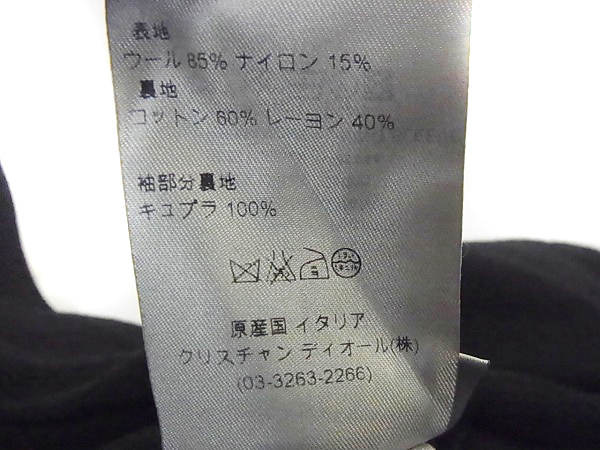 表地
ウール 85% ナイロン 15%
裏地
コットン 60% レーヨン 40%
袖部分裏地
キュプラ 100%
原産国 イタリア
クリスチャン ディオール(株)
(03-3263-2266)